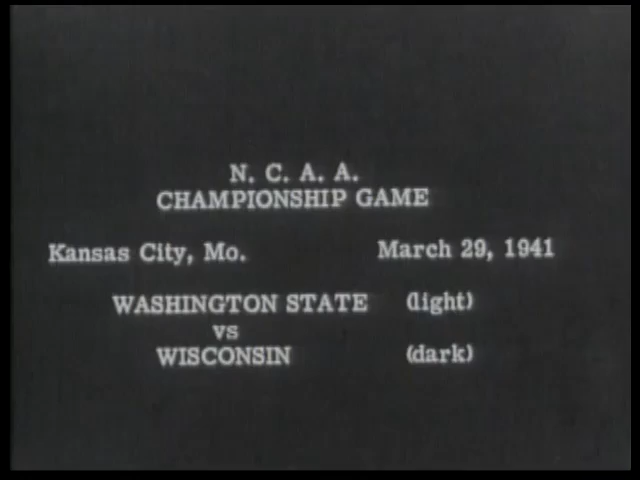 N. C. A. A.
CHAMPIONSHIP GAME
Kansas City, Mo. March 29, 1941
WASHINGTON STATE (light)
vs
WISCONSIN (dark)